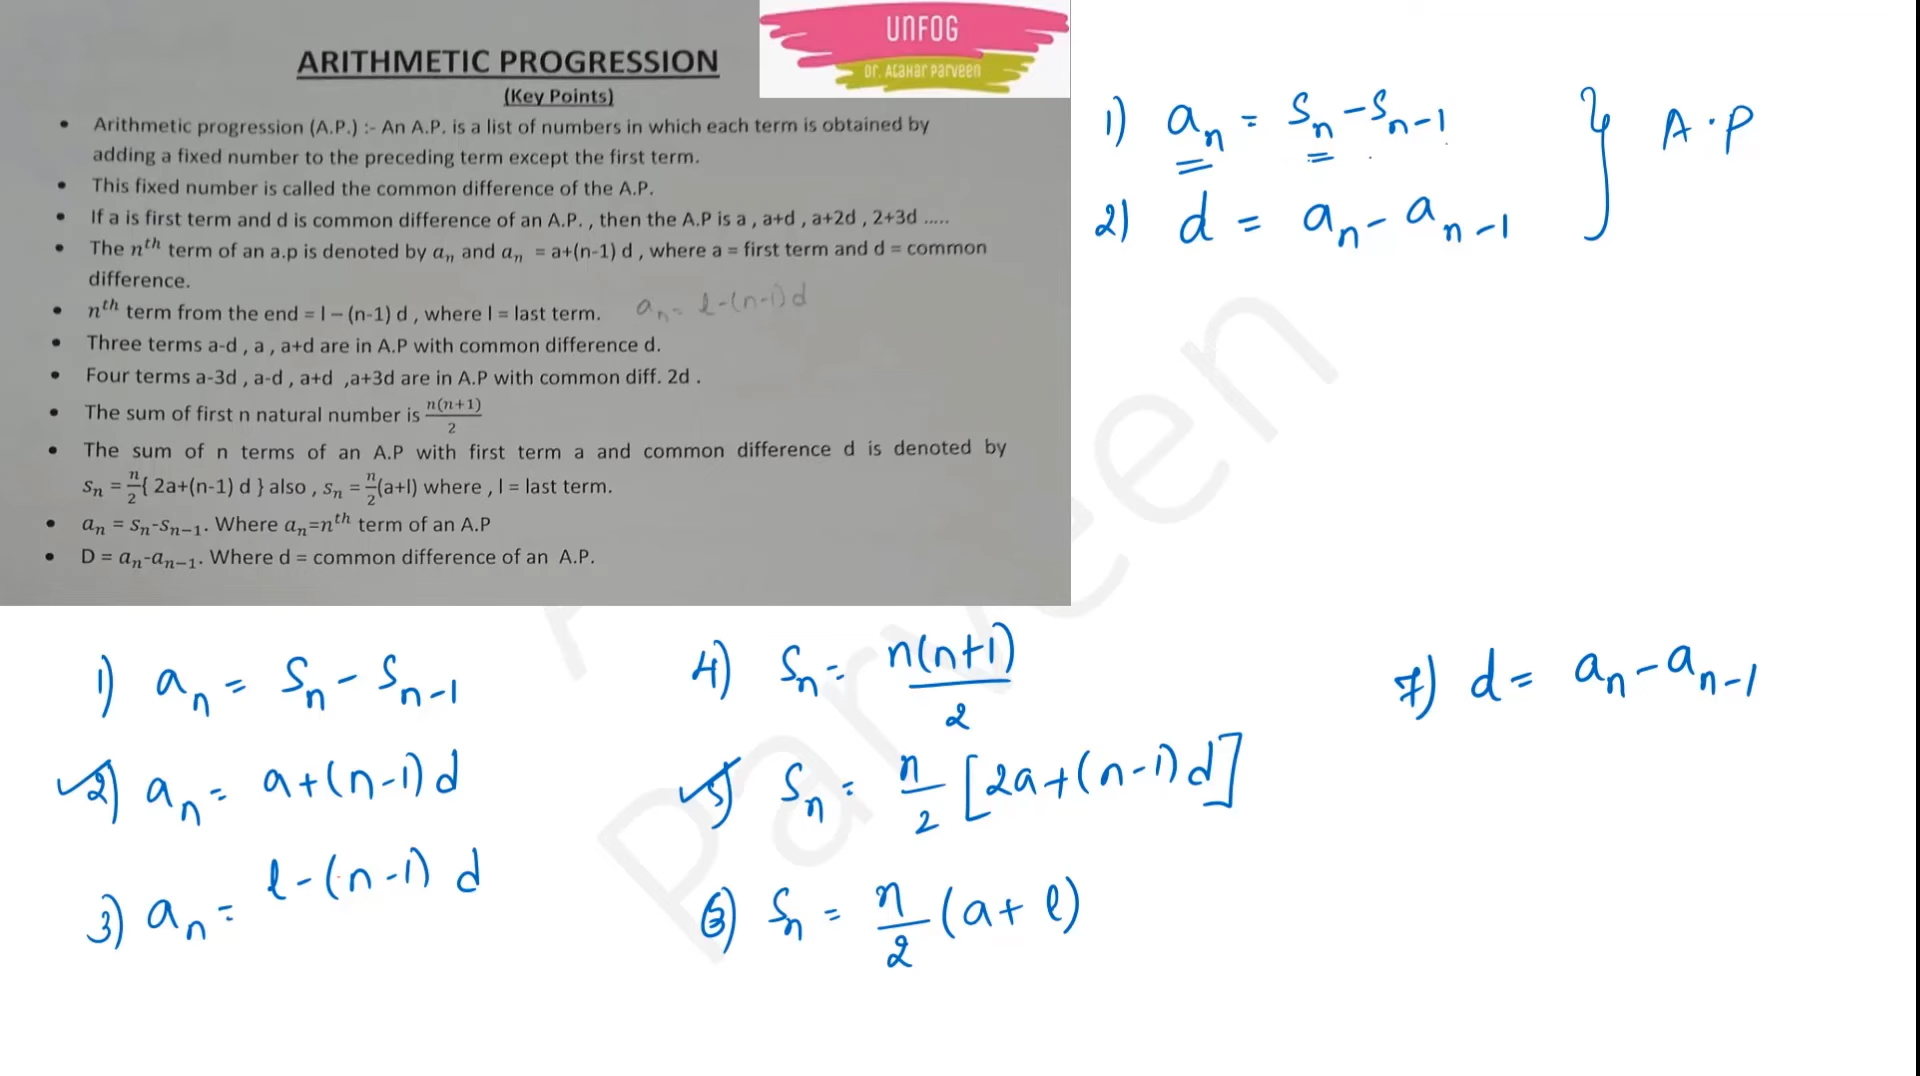 UNFOG
Dr. Atahar Parveen
ARITHMETIC PROGRESSION
(Key Points)
• Arithmetic progression (A.P.) :- An A.P. is a list of numbers in which each term is obtained by
adding a fixed number to the preceding term except the first term.
• This fixed number is called the common difference of the A.P.
• If a is first term and d is common difference of an A.P. , then the A.P is a , a+d , a+2d , 2+3d .....
• The nᵗʰ term of an a.p is denoted by aₙ and aₙ = a+(n-1) d , where a = first term and d = common
difference.
• nᵗʰ term from the end = l – (n-1) d , where l = last term. aₙ = l-(n-1)d
• Three terms a-d , a , a+d are in A.P with common difference d.
• Four terms a-3d , a-d , a+d ,a+3d are in A.P with common diff. 2d .
• The sum of first n natural number is n(n+1)/2
• The sum of n terms of an A.P with first term a and common difference d is denoted by
sₙ = n/2{ 2a+(n-1) d } also , sₙ = n/2(a+l) where , l = last term.
• aₙ = sₙ-sₙ₋₁. Where aₙ=nᵗʰ term of an A.P
• D = aₙ-aₙ₋₁. Where d = common difference of an A.P.
1) aₙ = Sₙ - Sₙ₋₁ } A.P
2) d = aₙ - aₙ₋₁
1) aₙ = Sₙ - Sₙ₋₁
2) aₙ = a+(n-1)d
3) aₙ = l-(n-1) d
4) Sₙ = n(n+1)/2
5) Sₙ = n/2 [2a+(n-1)d]
6) Sₙ = n/2 (a+l)
7) d = aₙ - aₙ₋₁
Parveen